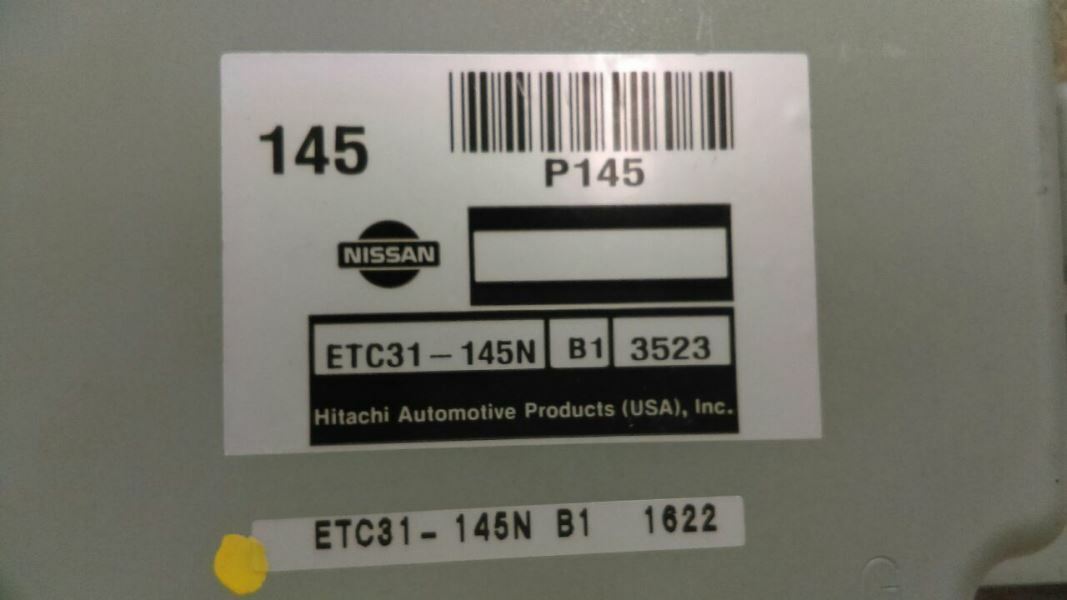 145
P145
NISSAN
ETC31-145N B1 3523
Hitachi Automotive Products (USA), Inc.
ETC31-145N B1 1622
G